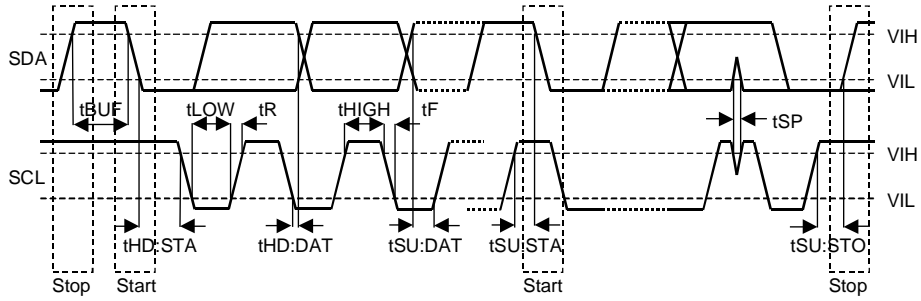 SDA
VIH
VIL
tBUF
tLOW
tR
tHIGH
tF
tSP
SCL
VIH
VIL
tHD:STA
tHD:DAT
tSU:DAT
tSU:STA
tSU:STO
Stop
Start
Start
Stop